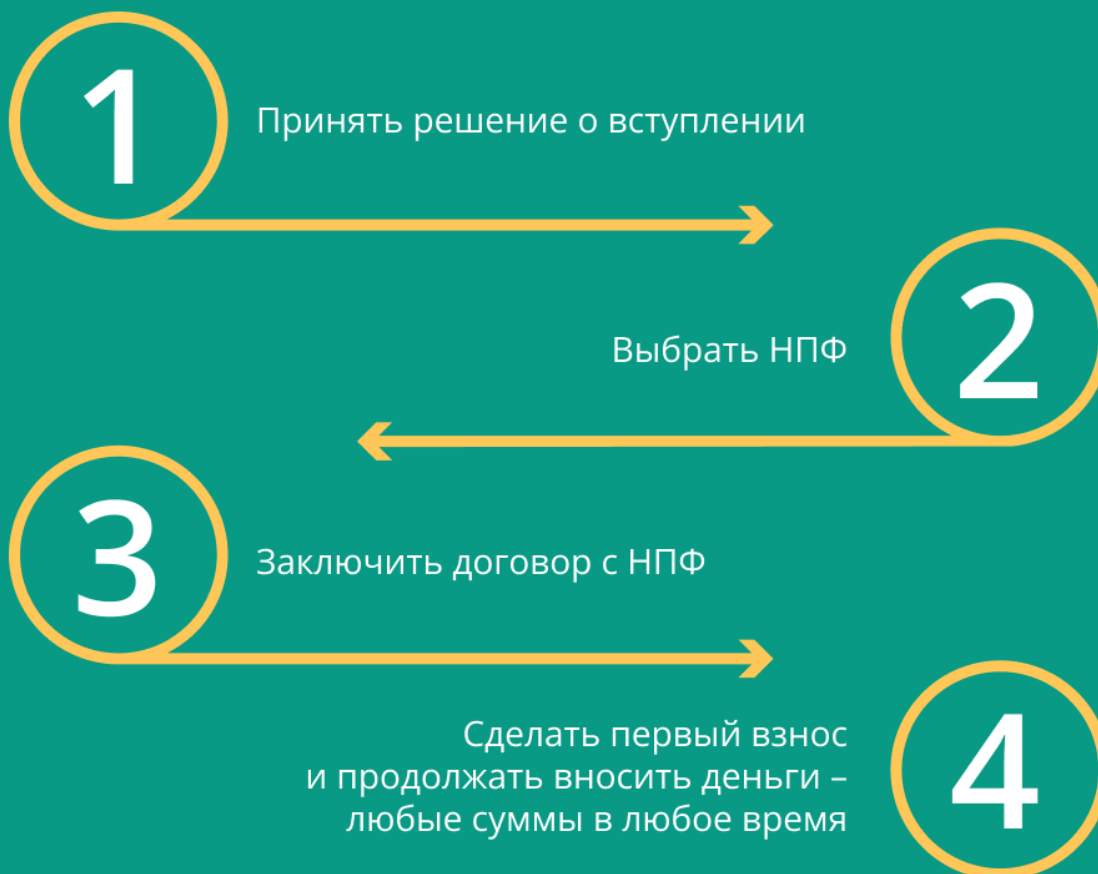 1
Принять решение о вступлении
2
Выбрать НПФ
3
Заключить договор с НПФ
4
Сделать первый взнос
и продолжать вносить деньги –
любые суммы в любое время